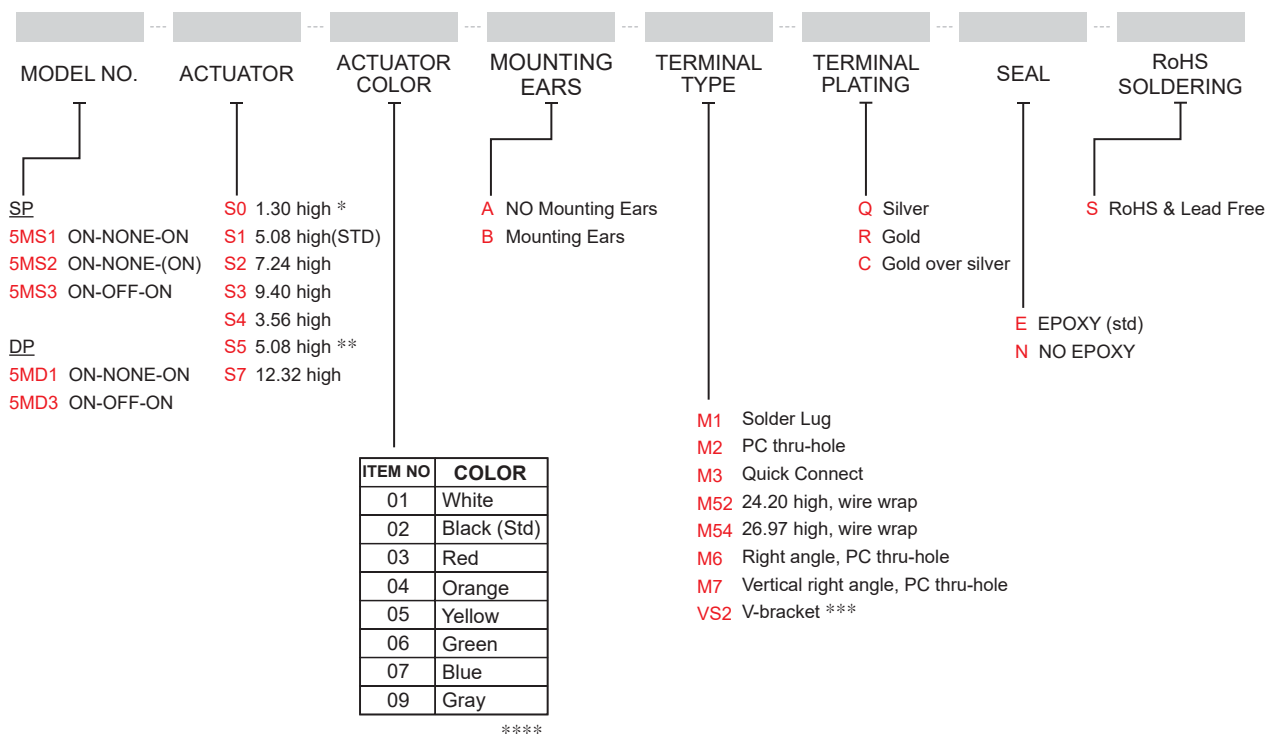 MODEL NO.
ACTUATOR
ACTUATOR
COLOR
MOUNTING
EARS
TERMINAL
TYPE
TERMINAL
PLATING
SEAL
RoHS
SOLDERING
SP
5MS1 ON-NONE-ON
5MS2 ON-NONE-(ON)
5MS3 ON-OFF-ON
DP
5MD1 ON-NONE-ON
5MD3 ON-OFF-ON
S0 1.30 high *
S1 5.08 high(STD)
S2 7.24 high
S3 9.40 high
S4 3.56 high
S5 5.08 high **
S7 12.32 high
ITEM NO COLOR
01 White
02 Black (Std)
03 Red
04 Orange
05 Yellow
06 Green
07 Blue
09 Gray
****
A NO Mounting Ears
B Mounting Ears
M1 Solder Lug
M2 PC thru-hole
M3 Quick Connect
M52 24.20 high, wire wrap
M54 26.97 high, wire wrap
M6 Right angle, PC thru-hole
M7 Vertical right angle, PC thru-hole
VS2 V-bracket ***
Q Silver
R Gold
C Gold over silver
E EPOXY (std)
N NO EPOXY
S RoHS & Lead Free